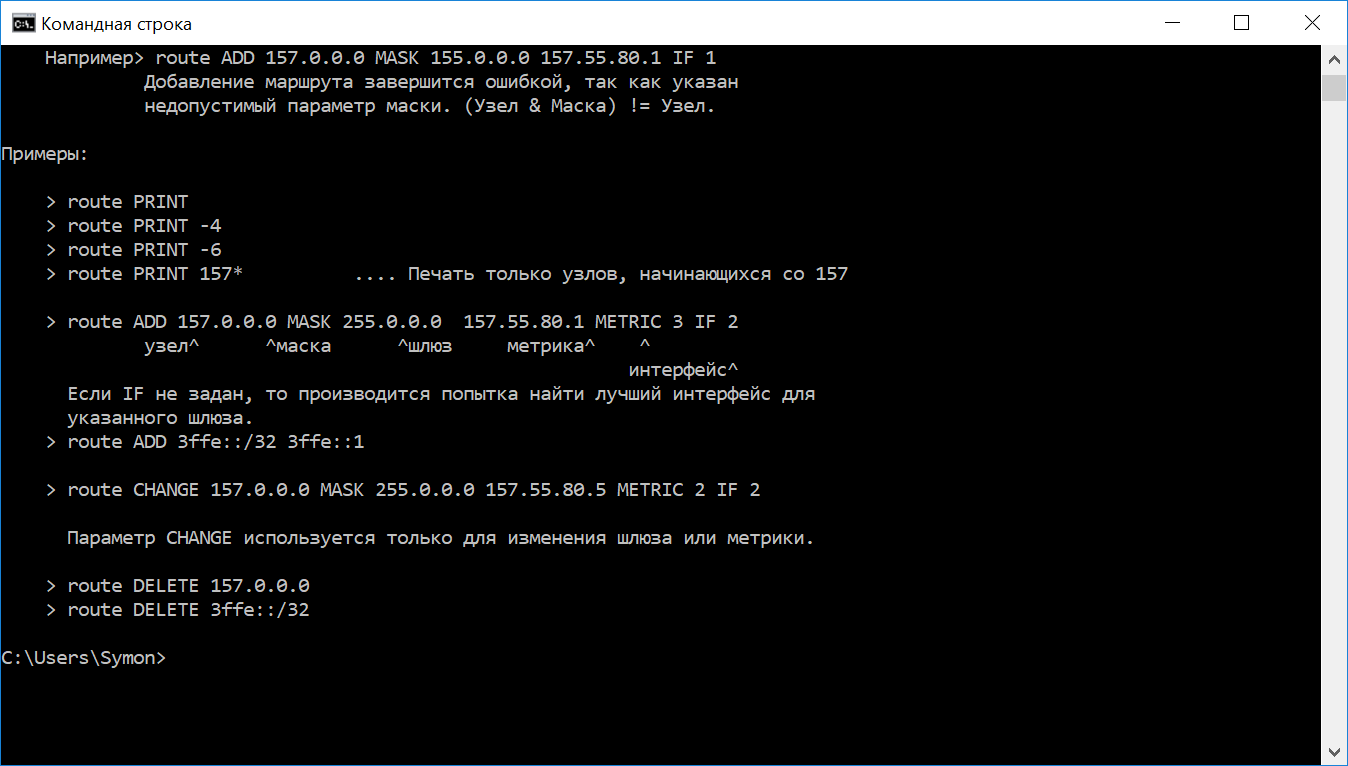 Командная строка
Например> route ADD 157.0.0.0 MASK 155.0.0.0 157.55.80.1 IF 1
Добавление маршрута завершится ошибкой, так как указан
недопустимый параметр маски. (Узел & Маска) != Узел.
Примеры:
> route PRINT
> route PRINT -4
> route PRINT -6
> route PRINT 157*          .... Печать только узлов, начинающихся со 157
> route ADD 157.0.0.0 MASK 255.0.0.0  157.55.80.1 METRIC 3 IF 2
узел^      ^маска      ^шлюз     метрика^    ^
интерфейс^
Если IF не задан, то производится попытка найти лучший интерфейс для
указанного шлюза.
> route ADD 3ffe::/32 3ffe::1
> route CHANGE 157.0.0.0 MASK 255.0.0.0 157.55.80.5 METRIC 2 IF 2
Параметр CHANGE используется только для изменения шлюза или метрики.
> route DELETE 157.0.0.0
> route DELETE 3ffe::/32
C:\Users\Symon>